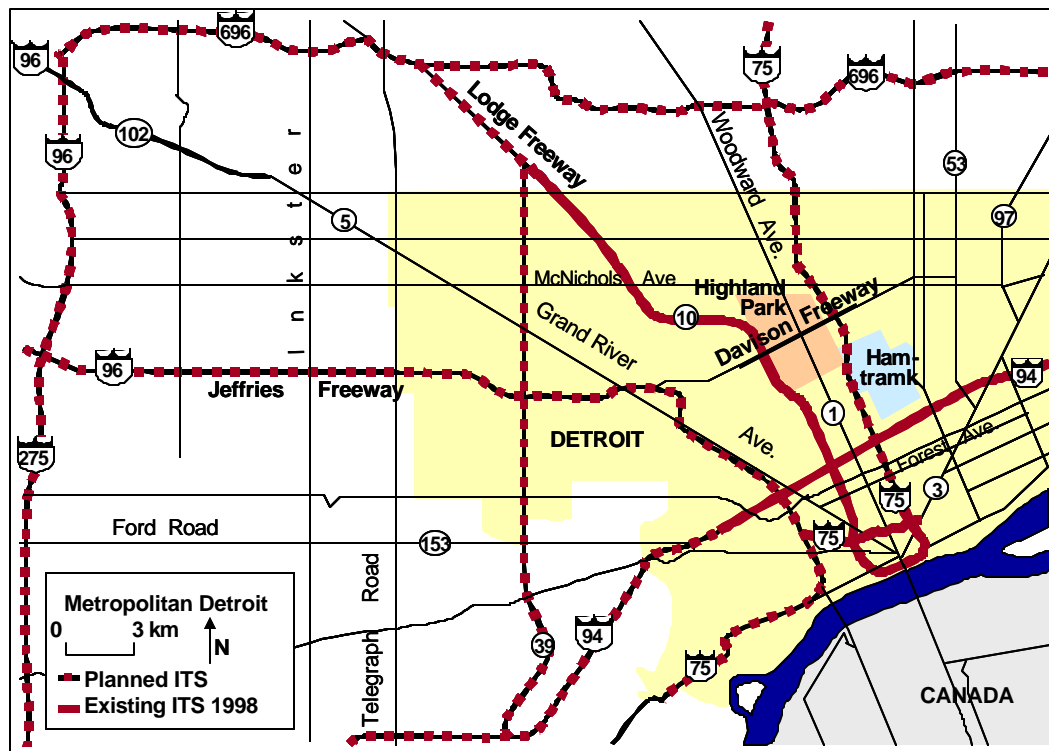 696
96
75
696
Lodge Freeway
102
96
Woodward Ave.
53
Inkster
5
97
McNichols Ave
Highland
Park
Grand River
10
Davison Freeway
Ham-
tramk
96
94
Jeffries Freeway
1
DETROIT
Ave.
Forest Ave.
275
75
3
Ford Road
75
153
Metropolitan Detroit
0 3 km
N
Planned ITS
Existing ITS 1998
Telegraph Road
39
94
75
CANADA